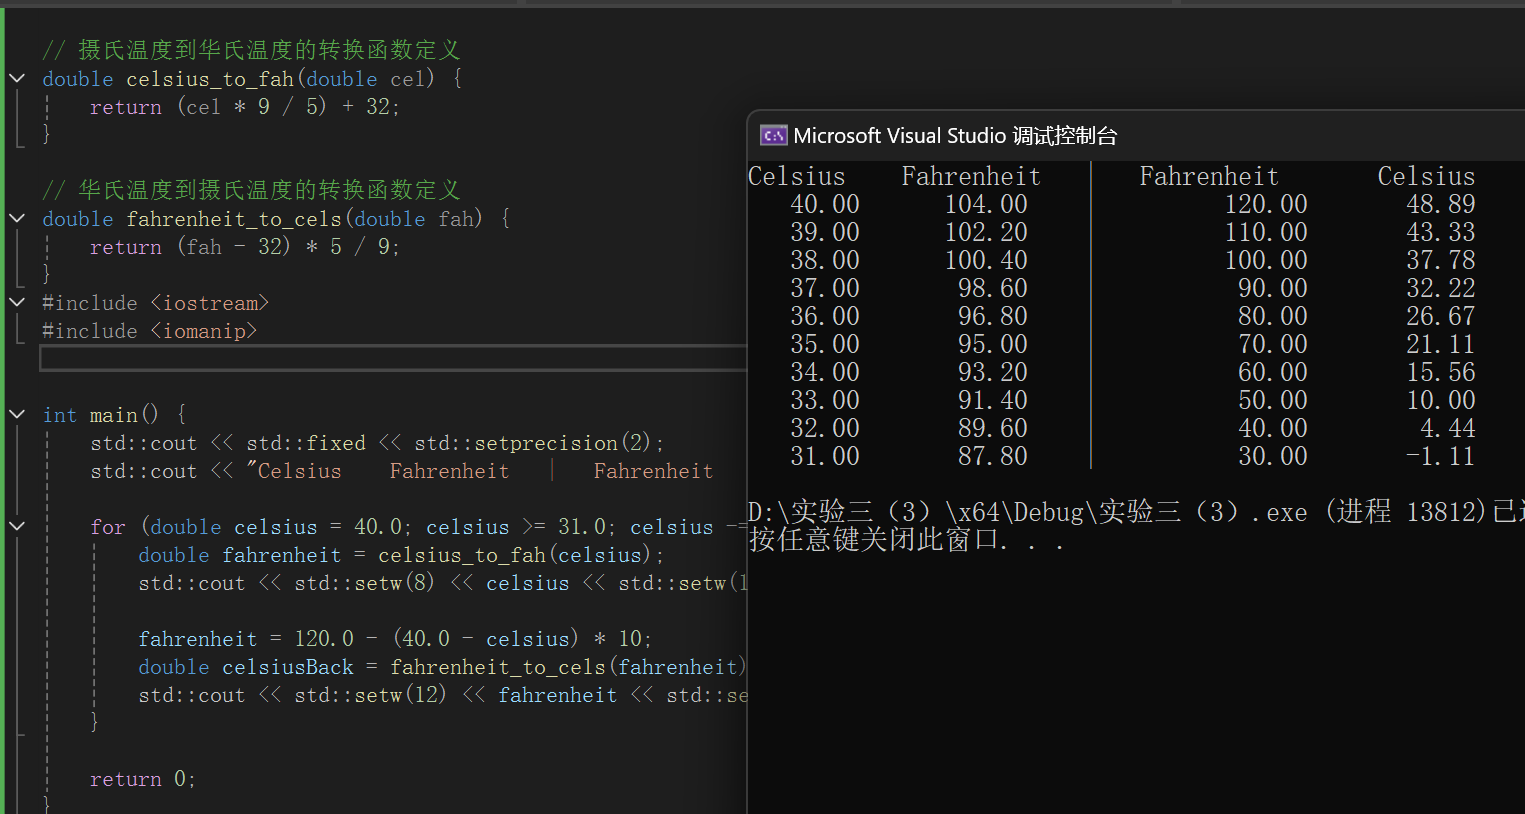 // 摄氏温度到华氏温度的转换函数定义
double celsius_to_fah(double cel) {
return (cel * 9 / 5) + 32;
}
// 华氏温度到摄氏温度的转换函数定义
double fahrenheit_to_cels(double fah) {
return (fah - 32) * 5 / 9;
}
#include <iostream>
#include <iomanip>
int main() {
std::cout << std::fixed << std::setprecision(2);
std::cout << "Celsius    Fahrenheit   |   Fahrenheit
for (double celsius = 40.0; celsius >= 31.0; celsius -=
double fahrenheit = celsius_to_fah(celsius);
std::cout << std::setw(8) << celsius << std::setw(1
fahrenheit = 120.0 - (40.0 - celsius) * 10;
double celsiusBack = fahrenheit_to_cels(fahrenheit)
std::cout << std::setw(12) << fahrenheit << std::se
}
return 0;
}
Microsoft Visual Studio 调试控制台
Celsius    Fahrenheit   |   Fahrenheit       Celsius
40.00      104.00   |         120.00       48.89
39.00      102.20   |         110.00       43.33
38.00      100.40   |         100.00       37.78
37.00       98.60   |          90.00       32.22
36.00       96.80   |          80.00       26.67
35.00       95.00   |          70.00       21.11
34.00       93.20   |          60.00       15.56
33.00       91.40   |          50.00       10.00
32.00       89.60   |          40.00        4.44
31.00       87.80   |          30.00       -1.11
D:\实验三（3）\x64\Debug\实验三（3）.exe (进程 13812)已
按任意键关闭此窗口. . .